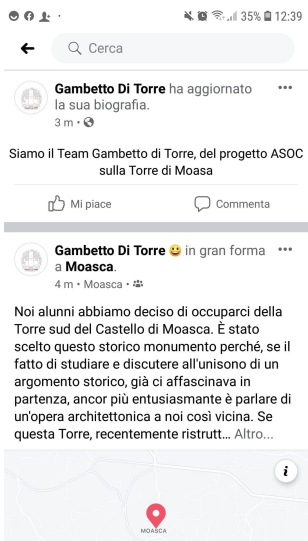 35% 12:39
Cerca
Gambetto Di Torre ha aggiornato
la sua biografia.
3 m •
Siamo il Team Gambetto di Torre, del progetto ASOC
sulla Torre di Moasa
Mi piace Commenta
Gambetto Di Torre 😃 in gran forma
a Moasca.
4 m • Moasca •
Noi alunni abbiamo deciso di occuparci della
Torre sud del Castello di Moasca. È stato
scelto questo storico monumento perché, se il
fatto di studiare e discutere all'unisono di un
argomento storico, già ci affascinava in
partenza, ancor più entusiasmante è parlare di
un'opera architettonica a noi così vicina. Se
questa Torre, recentemente ristrutt... Altro...
i
MOASCA